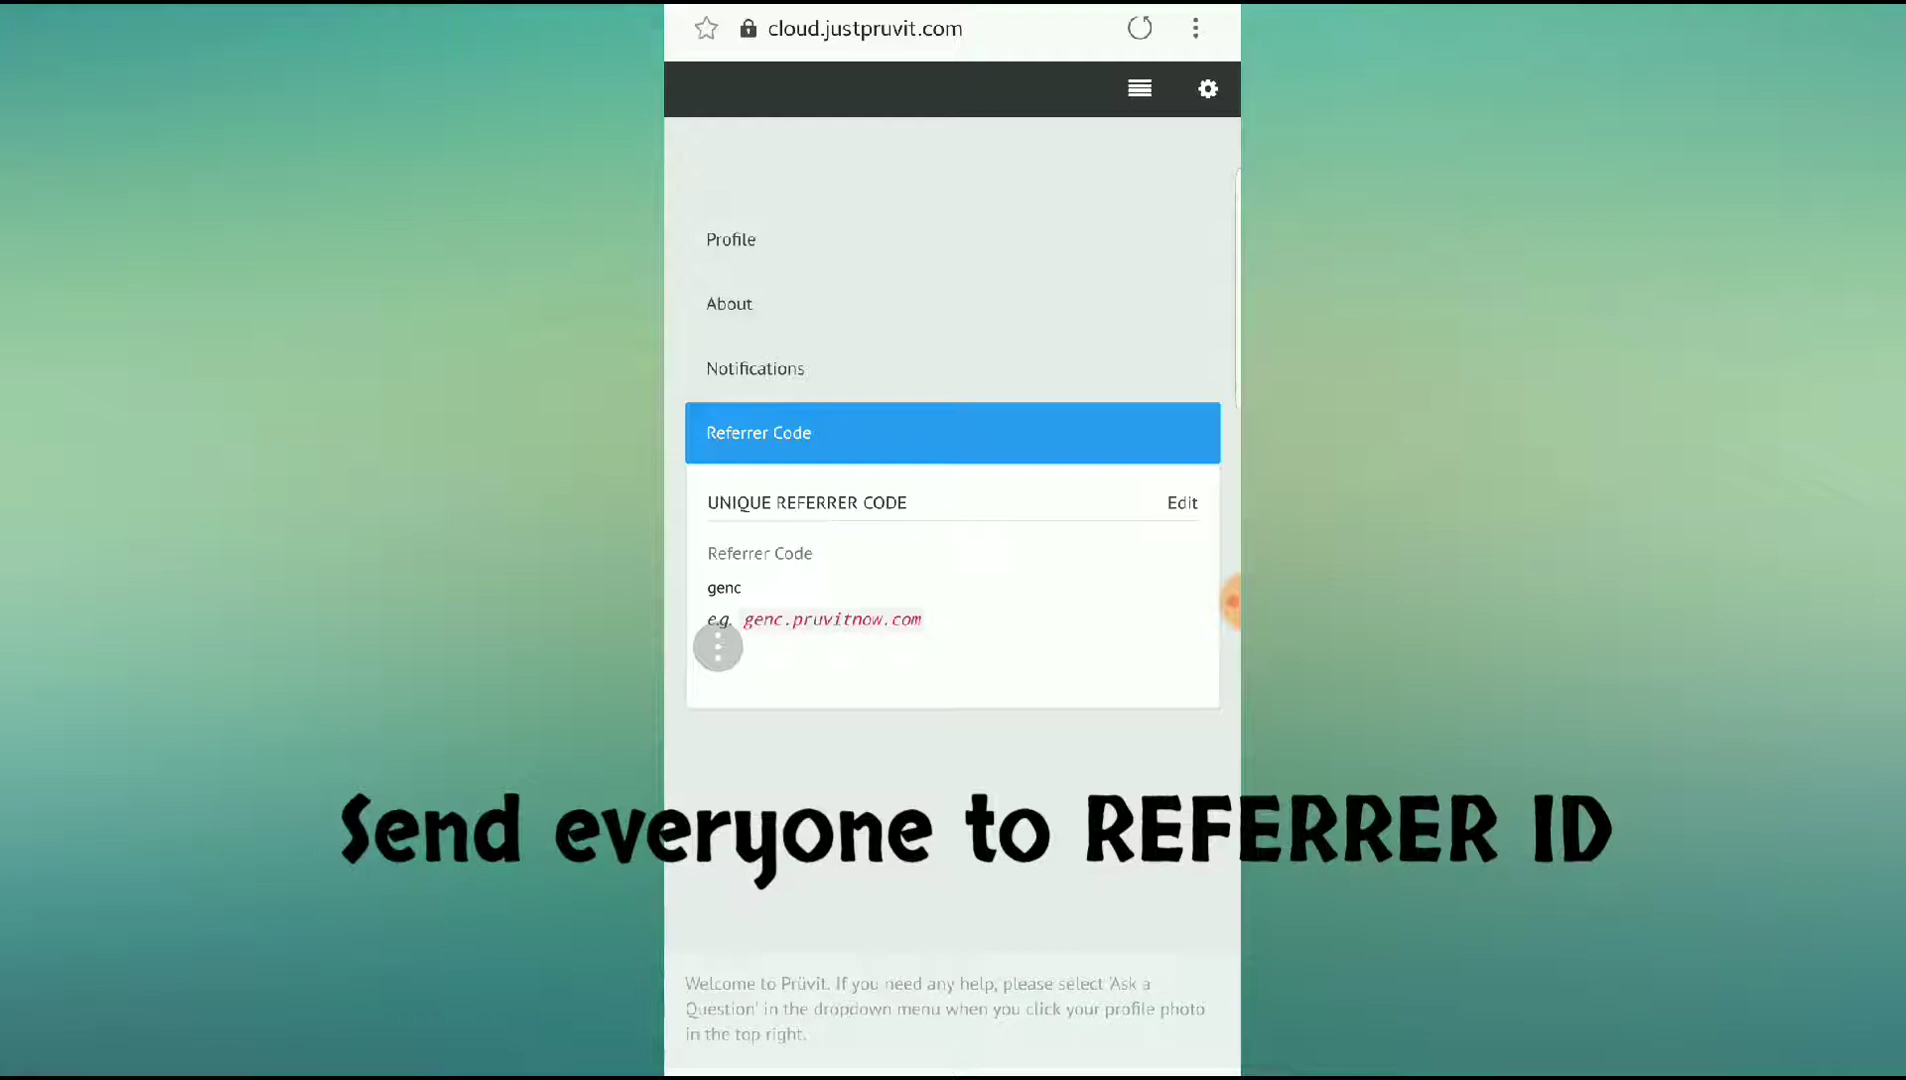 cloud.justpruvit.com
Profile
About
Notifications
Referrer Code
UNIQUE REFERRER CODE Edit
Referrer Code
genc
e.g. genc.pruvitnow.com
Send everyone to REFERRER ID
Welcome to Prüvit. If you need any help, please select 'Ask a
Question' in the dropdown menu when you click your profile photo
in the top right.